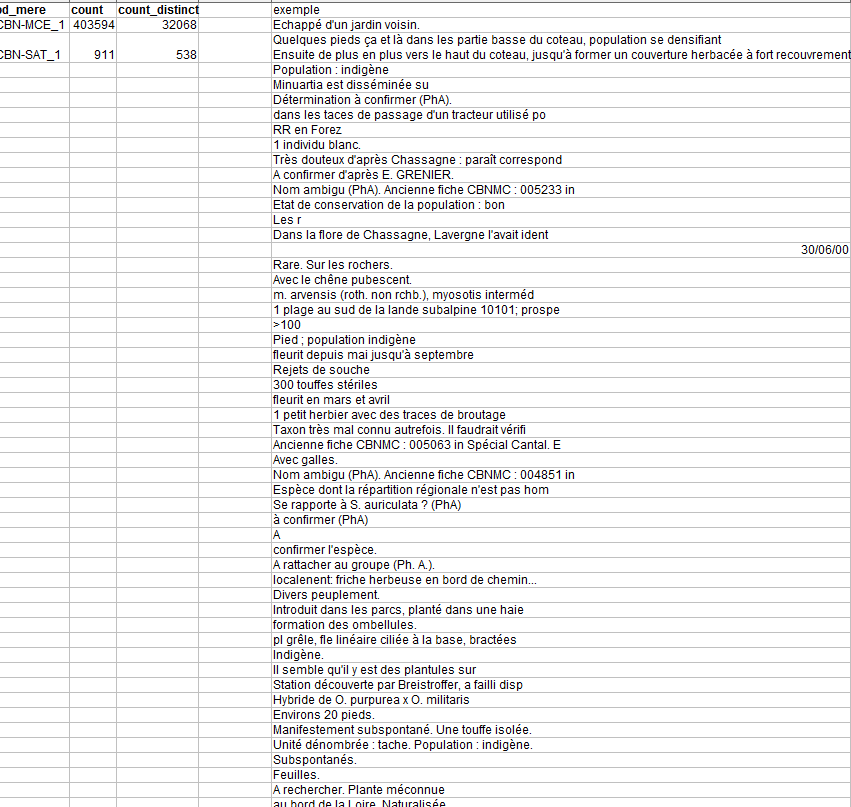 od_mere count count_distinct exemple
CBN-MCE_1 403594 32068 Echappé d'un jardin voisin.
Quelques pieds ça et là dans les partie basse du coteau, population se densifiant
CBN-SAT_1 911 538 Ensuite de plus en plus vers le haut du coteau, jusqu'à former un couverture herbacée à fort recouvrement
Population : indigène
Minuartia est disséminée su
Détermination à confirmer (PhA).
dans les taces de passage d'un tracteur utilisé po
RR en Forez
1 individu blanc.
Très douteux d'après Chassagne : paraît correspond
A confirmer d'après E. GRENIER.
Nom ambigu (PhA). Ancienne fiche CBNMC : 005233 in
Etat de conservation de la population : bon
Les r
Dans la flore de Chassagne, Lavergne l'avait ident
30/06/00
Rare. Sur les rochers.
Avec le chêne pubescent.
m. arvensis (roth. non rchb.), myosotis interméd
1 plage au sud de la lande subalpine 10101; prospe
>100
Pied ; population indigène
fleurit depuis mai jusqu'à septembre
Rejets de souche
300 touffes stériles
fleurit en mars et avril
1 petit herbier avec des traces de broutage
Taxon très mal connu autrefois. Il faudrait vérifi
Ancienne fiche CBNMC : 005063 in Spécial Cantal. E
Avec galles.
Nom ambigu (PhA). Ancienne fiche CBNMC : 004851 in
Espèce dont la répartition régionale n'est pas hom
Se rapporte à S. auriculata ? (PhA)
à confirmer (PhA)
A
confirmer l'espèce.
A rattacher au groupe (Ph. A.).
localenent: friche herbeuse en bord de chemin...
Divers peuplement.
Introduit dans les parcs, planté dans une haie
formation des ombellules.
pl grêle, fle linéaire ciliée à la base, bractées
Indigène.
Il semble qu'il y est des plantules sur
Station découverte par Breistroffer, a failli disp
Hybride de O. purpurea x O. militaris
Environs 20 pieds.
Manifestement subspontané. Une touffe isolée.
Unité dénombrée : tache. Population : indigène.
Subspontanés.
Feuilles.
A rechercher. Plante méconnue
au bord de la Loire. Naturalisée